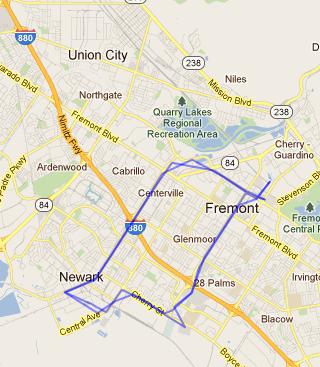 880
Union City
238
D
Niles
Mission Blvd
varado Blvd
Northgate
Quarry Lakes
Regional
Recreation Area
238
Nimitz Fwy
Fremont Blvd
Cherry -
Guardino
Padre Pkwy
Ardenwood
Cabrillo
84
Stevenson Blvd
Centerville
84
Fremont
Fremo
Central Pa
880
Glenmoor
Fremont Blvd
Newark
28 Palms
Irvingto
Cherry St
Central Ave
Blacow
Boyce